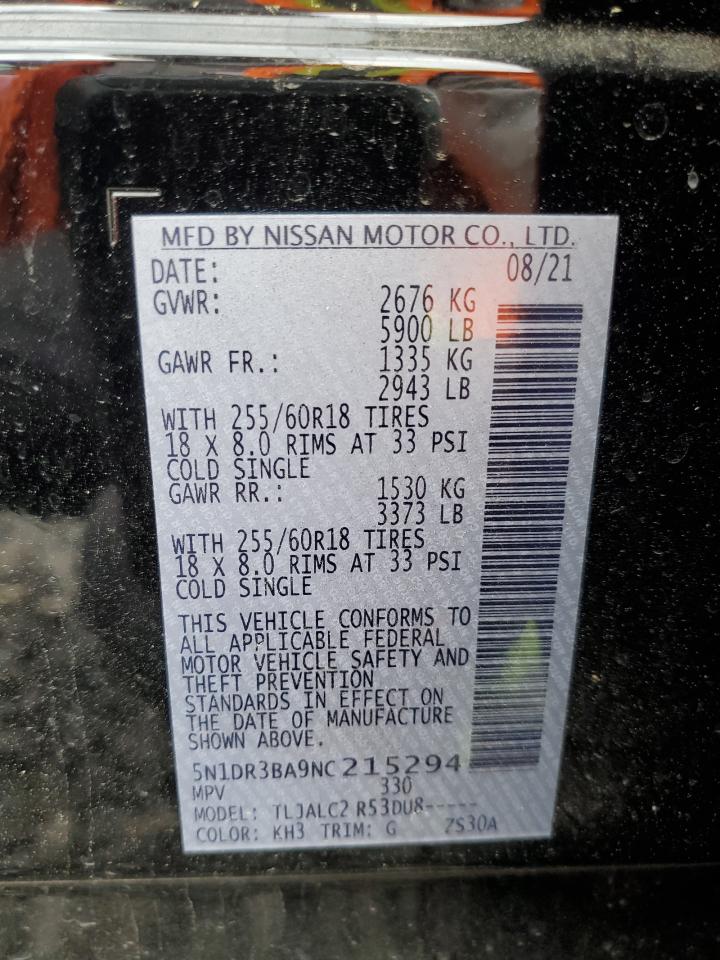 MFD BY NISSAN MOTOR CO., LTD.
DATE: 08/21
GVWR: 2676 KG
5900 LB
GAWR FR.: 1335 KG
2943 LB
WITH 255/60R18 TIRES
18 X 8.0 RIMS AT 33 PSI
COLD SINGLE
GAWR RR.: 1530 KG
3373 LB
WITH 255/60R18 TIRES
18 X 8.0 RIMS AT 33 PSI
COLD SINGLE
THIS VEHICLE CONFORMS TO
ALL APPLICABLE FEDERAL
MOTOR VEHICLE SAFETY AND
THEFT PREVENTION
STANDARDS IN EFFECT ON
THE DATE OF MANUFACTURE
SHOWN ABOVE.
5N1DR3BA9NC215294
MPV 330
MODEL: TLJALC2 R53DU8-----
COLOR: KH3 TRIM: G ZS30A